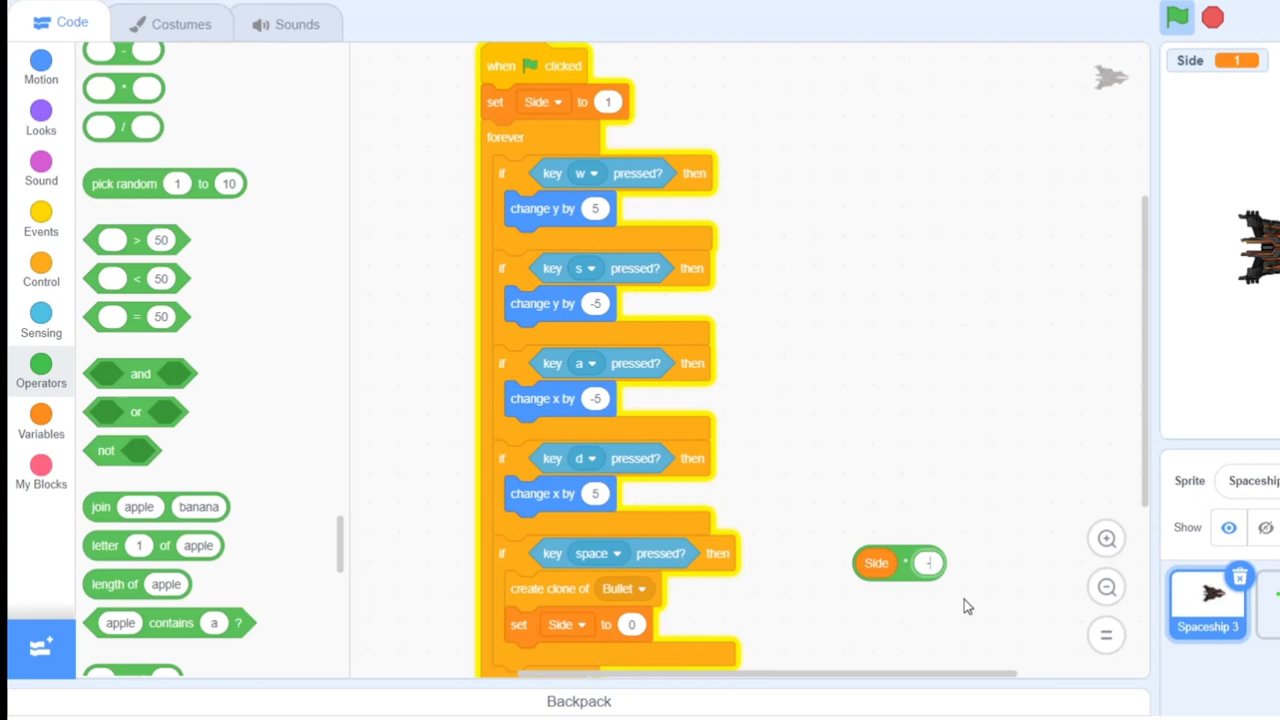 Code
Costumes
Sounds
Motion
Looks
Sound
Events
Control
Sensing
Operators
Variables
My Blocks
-
*
/
pick random 1 to 10
> 50
< 50
= 50
and
or
not
join apple banana
letter 1 of apple
length of apple
apple contains a ?
when clicked
set Side to 1
forever
if key w pressed? then
change y by 5
if key s pressed? then
change y by -5
if key a pressed? then
change x by -5
if key d pressed? then
change x by 5
if key space pressed? then
create clone of Bullet
set Side to 0
Side * -
Side 1
Sprite Spaceship
Show
Spaceship 3
Backpack